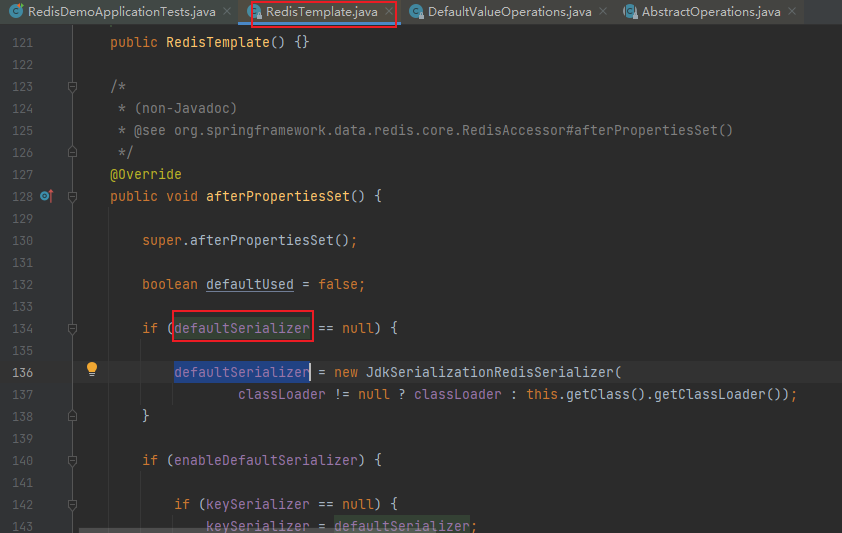 RedisDemoApplicationTests.java × RedisTemplate.java × DefaultValueOperations.java × AbstractOperations.java ×
121 public RedisTemplate() {}
122
123 /*
124 * (non-Javadoc)
125 * @see org.springframework.data.redis.core.RedisAccessor#afterPropertiesSet()
126 */
127 @Override
128 public void afterPropertiesSet() {
129
130 super.afterPropertiesSet();
131
132 boolean defaultUsed = false;
133
134 if (defaultSerializer == null) {
135
136 defaultSerializer = new JdkSerializationRedisSerializer(
137 classLoader != null ? classLoader : this.getClass().getClassLoader());
138 }
139
140 if (enableDefaultSerializer) {
141
142 if (keySerializer == null) {
143 keySerializer = defaultSerializer;